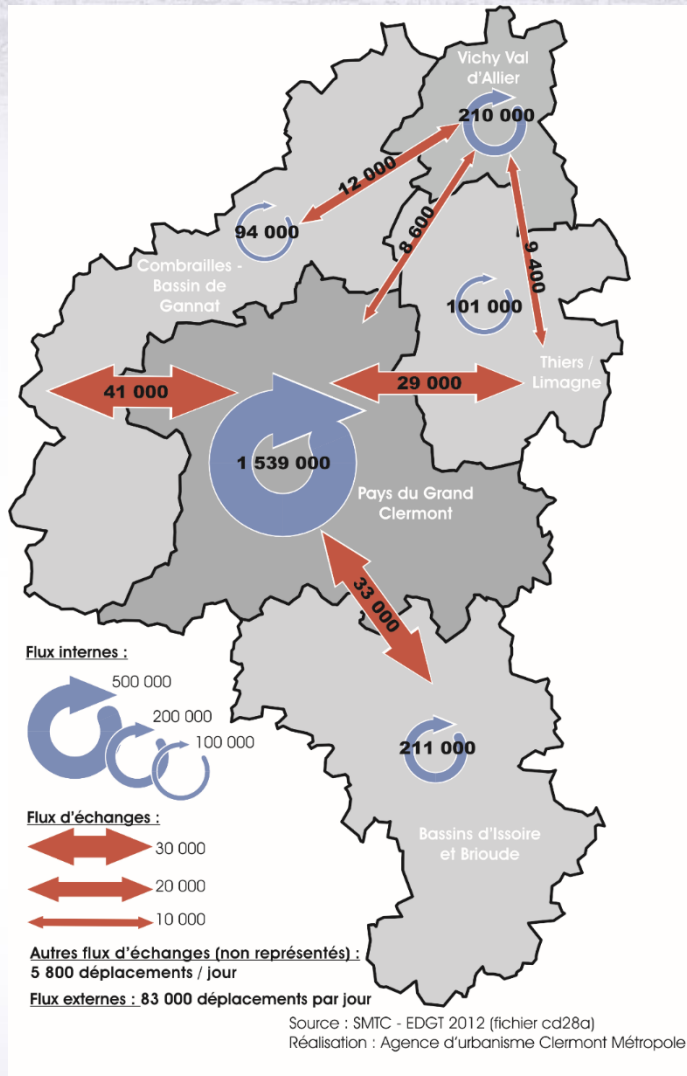 Vichy Val
d'Allier
210 000
12 000
8 600
9 400
94 000
Combrailles -
Bassin de
Gannat
101 000
Thiers /
Limagne
41 000
29 000
1 539 000
Pays du Grand
Clermont
33 000
211 000
Bassins d'Issoire
et Brioude
Flux internes :
500 000
200 000
100 000
Flux d'échanges :
30 000
20 000
10 000
Autres flux d'échanges (non représentés) :
5 800 déplacements / jour
Flux externes : 83 000 déplacements par jour
Source : SMTC - EDGT 2012 (fichier cd28a)
Réalisation : Agence d'urbanisme Clermont Métropole